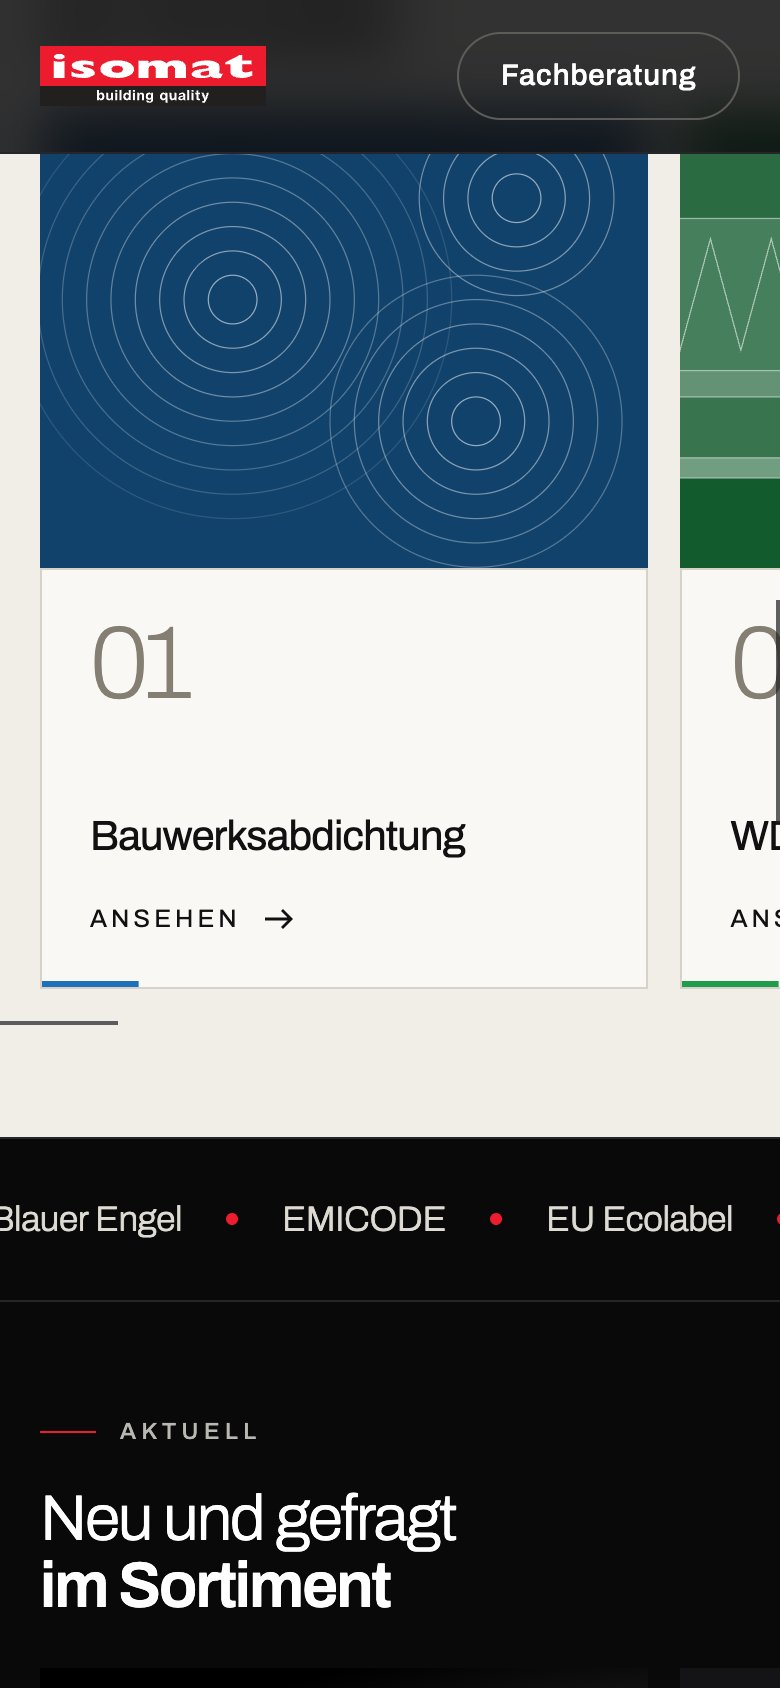 isomat
building quality
Fachberatung
01
Bauwerksabdichtung
ANSEHEN →
Blauer Engel • EMICODE • EU Ecolabel
AKTUELL
Neu und gefragt
im Sortiment